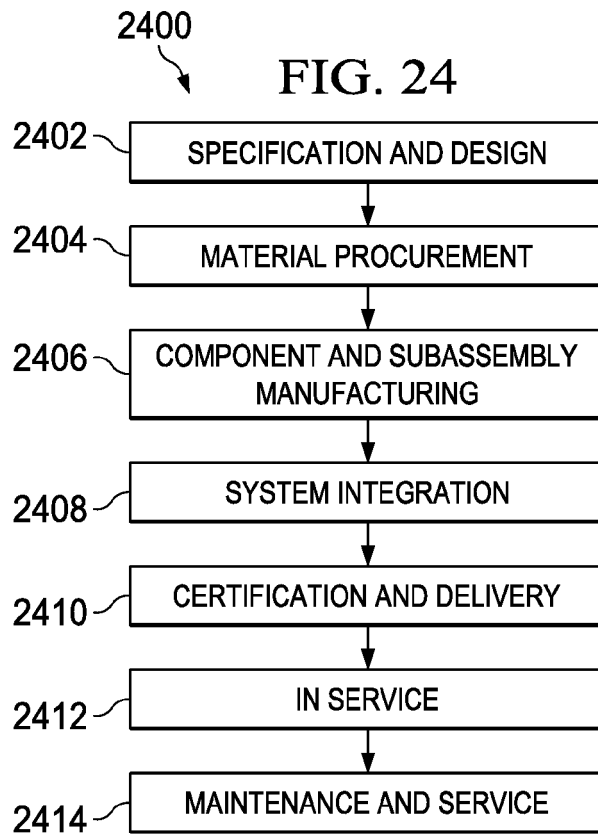 2400
FIG. 24
2402
SPECIFICATION AND DESIGN
2404
MATERIAL PROCUREMENT
2406
COMPONENT AND SUBASSEMBLY
MANUFACTURING
2408
SYSTEM INTEGRATION
2410
CERTIFICATION AND DELIVERY
2412
IN SERVICE
2414
MAINTENANCE AND SERVICE